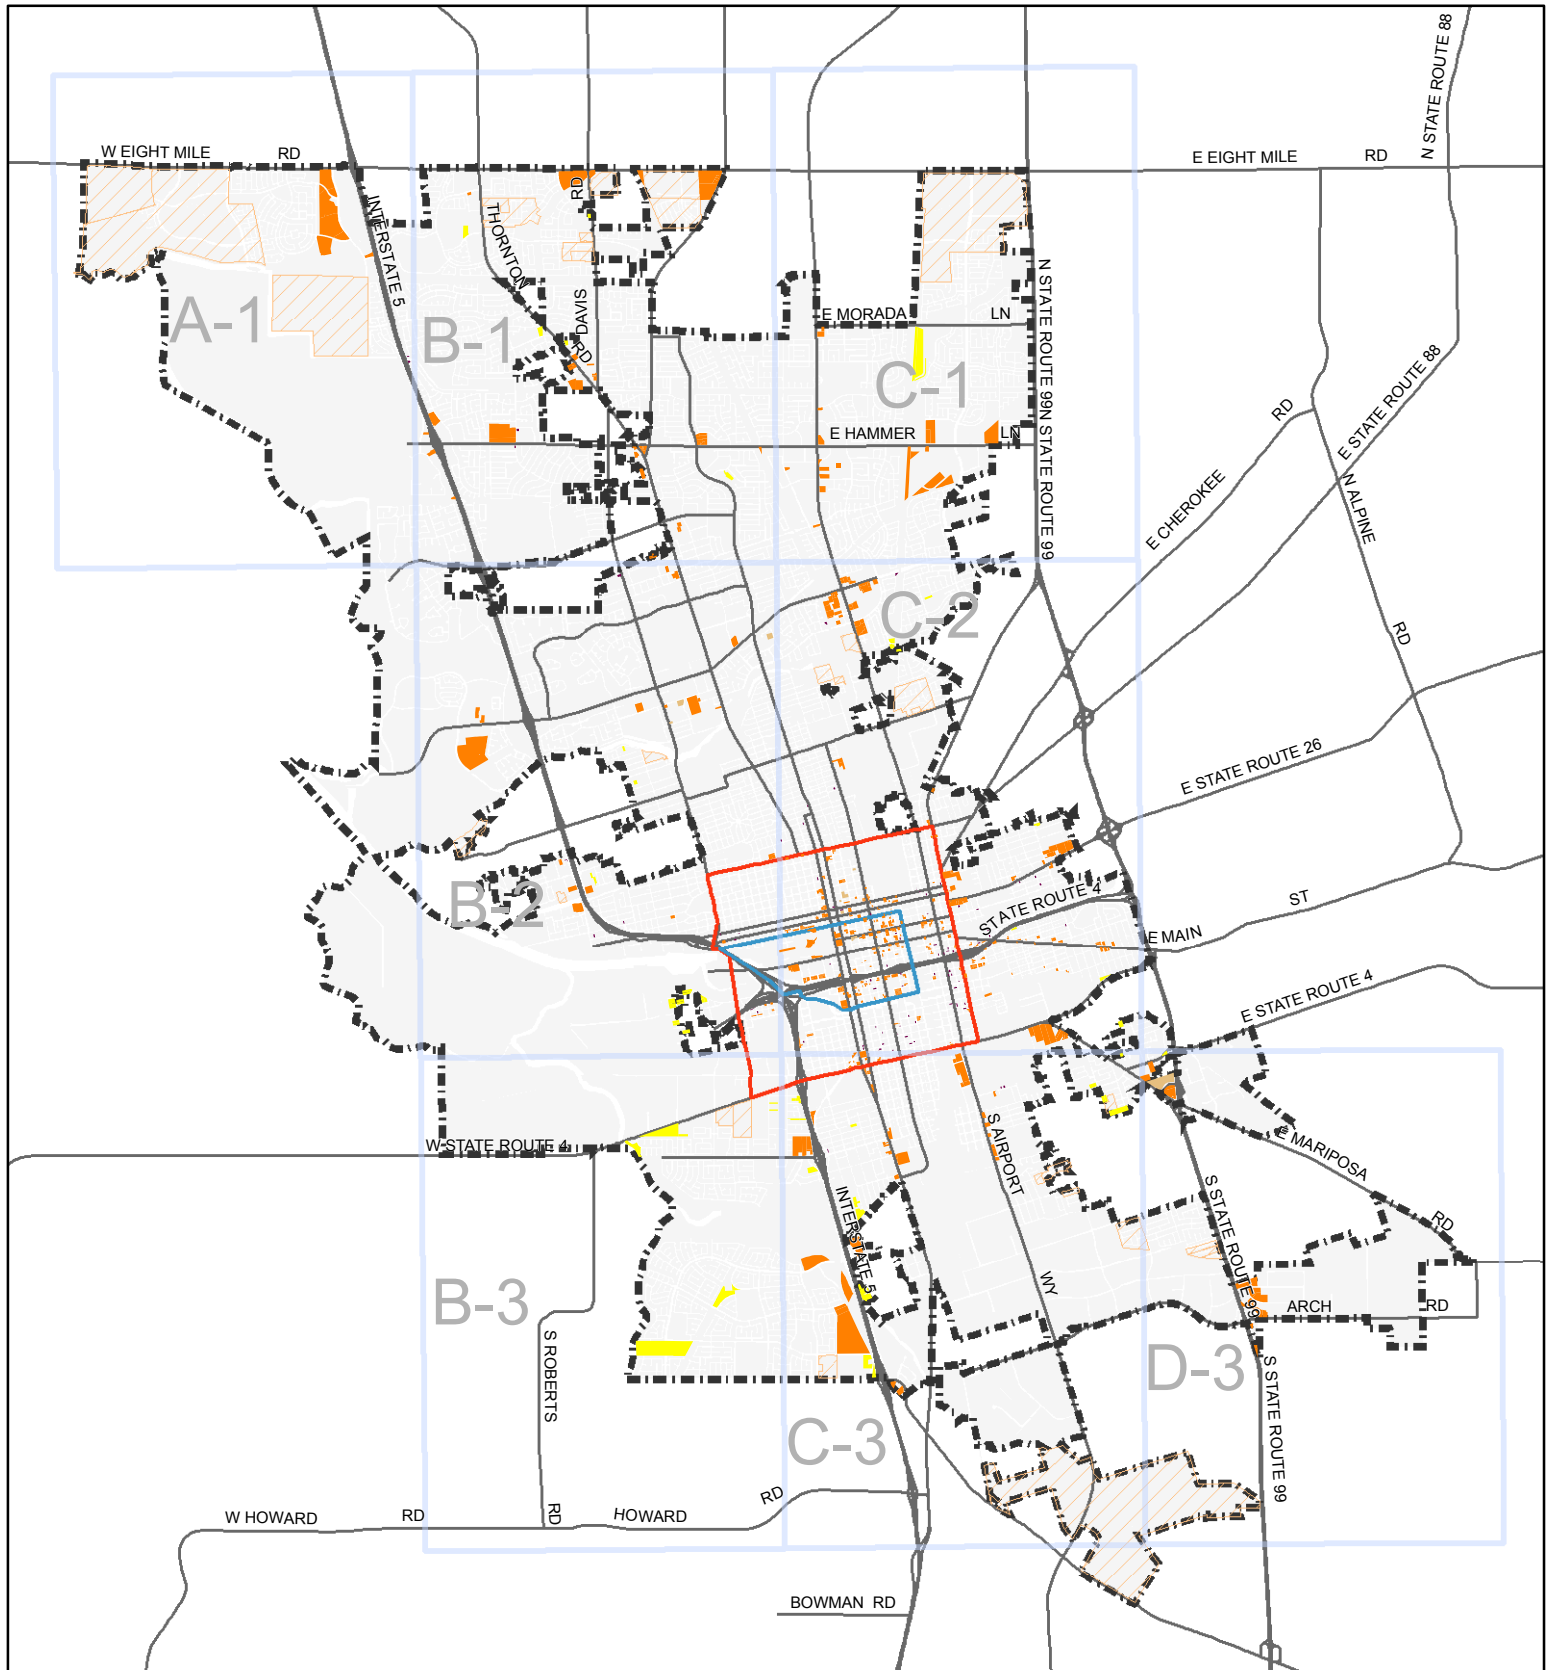 N STATE ROUTE 88
W EIGHT MILE RD
E EIGHT MILE RD
INTERSTATE 5
THORNTON
RD
DAVIS
RD
A-1
B-1
C-1
E MORADA LN
N STATE ROUTE 99
N STATE ROUTE 99
E HAMMER LN
E CHEROKEE RD
E STATE ROUTE 88
N ALPINE
RD
C-2
E STATE ROUTE 26
B-2
STATE ROUTE 4
E MAIN
ST
E STATE ROUTE 4
W STATE ROUTE 4
S AIRPORT
WY
E MARIPOSA
RD
S STATE ROUTE 99
INTERSTATE 5
B-3
S ROBERTS
RD
ARCH RD
D-3
S STATE ROUTE 99
C-3
W HOWARD RD
HOWARD RD
BOWMAN RD